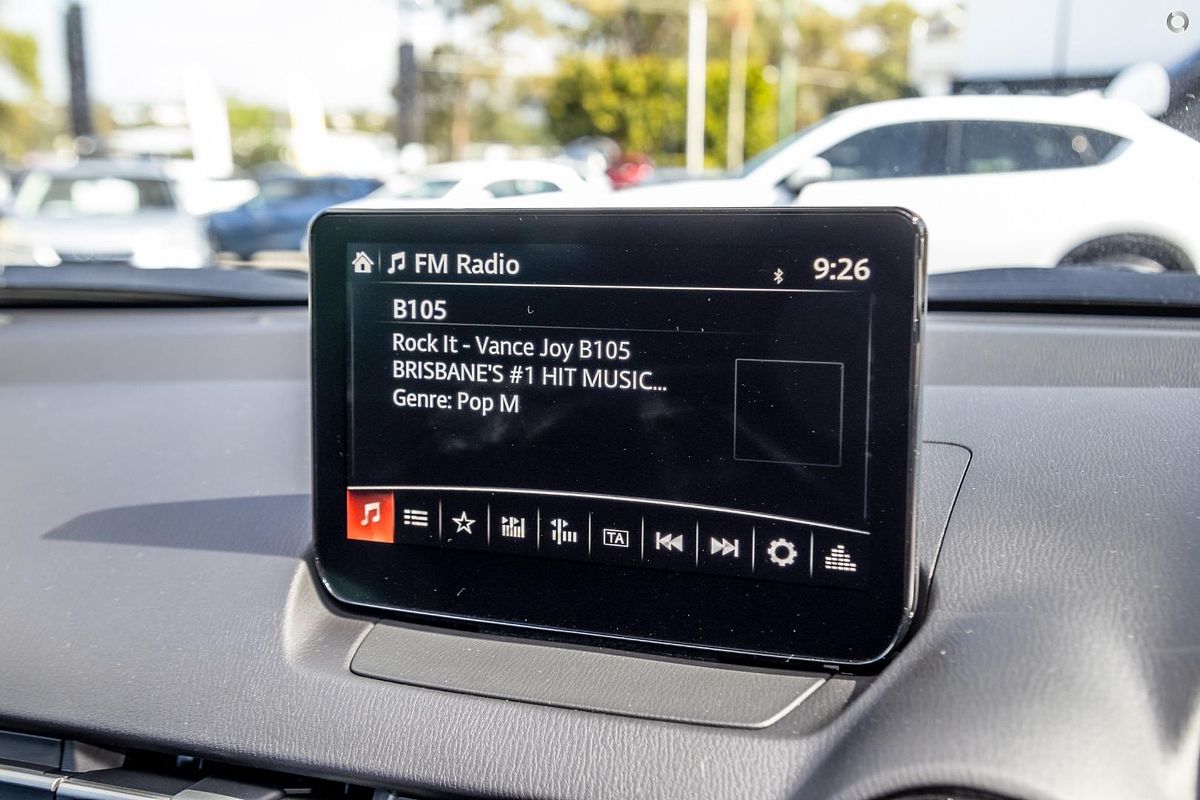 FM Radio
9:26
B105
Rock It - Vance Joy B105
BRISBANE'S #1 HIT MUSIC...
Genre: Pop M
TA